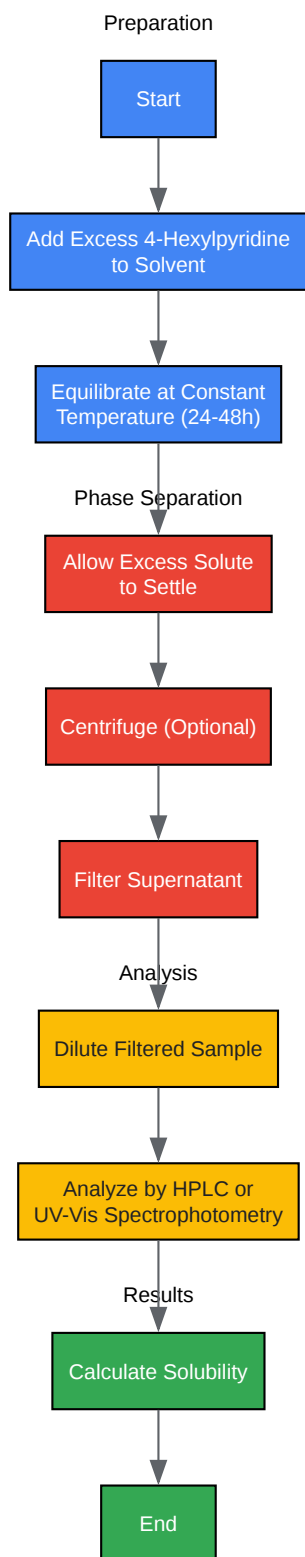 Preparation
Start
Add Excess 4-Hexylpyridine
to Solvent
Equilibrate at Constant
Temperature (24-48h)
Phase Separation
Allow Excess Solute
to Settle
Centrifuge (Optional)
Filter Supernatant
Analysis
Dilute Filtered Sample
Analyze by HPLC or
UV-Vis Spectrophotometry
Results
Calculate Solubility
End